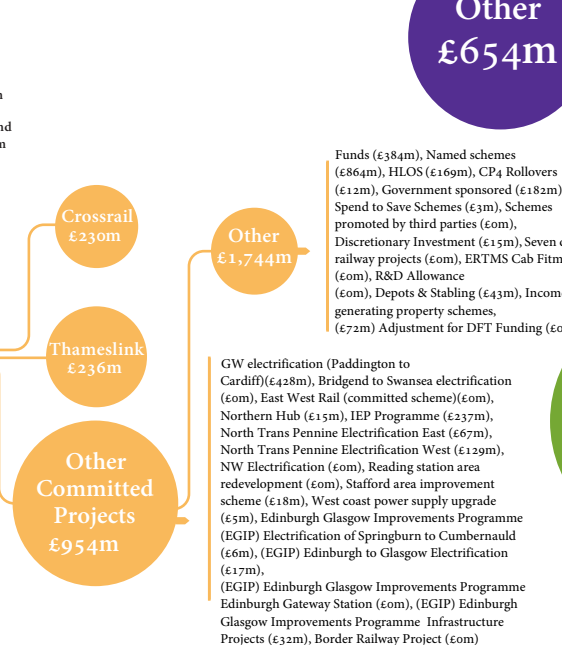 Other
£654m
Crossrail
£230m
Thameslink
£236m
Other
Committed
Projects
£954m
Other
£1,744m
Funds (£384m), Named schemes
(£864m), HLOS (£169m), CP4 Rollovers
(£12m), Government sponsored (£182m)
Spend to Save Schemes (£3m), Schemes
promoted by third parties (£0m),
Discretionary Investment (£15m), Seven
railway projects (£0m), ERTMS Cab
(£0m), R&D Allowance
(£0m), Depots & Stabling (£43m),
generating property schemes,
(£72m) Adjustment for DFT Funding
GW electrification (Paddington to
Cardiff)(£428m), Bridgend to Swansea electrification
(£0m), East West Rail (committed scheme)(£0m),
Northern Hub (£15m), IEP Programme (£237m),
North Trans Pennine Electrification East (£67m),
North Trans Pennine Electrification West (£129m),
NW Electrification (£0m), Reading station area
redevelopment (£0m), Stafford area improvement
scheme (£18m), West coast power supply upgrade
(£5m), Edinburgh Glasgow Improvements Programme
(EGIP) Electrification of Springburn to Cumbernauld
(£6m), (EGIP) Edinburgh to Glasgow Electrification
(£17m),
(EGIP) Edinburgh Glasgow Improvements Programme
Edinburgh Gateway Station (£0m), (EGIP) Edinburgh
Glasgow Improvements Programme Infrastructure
Projects (£32m), Border Railway Project (£0m)